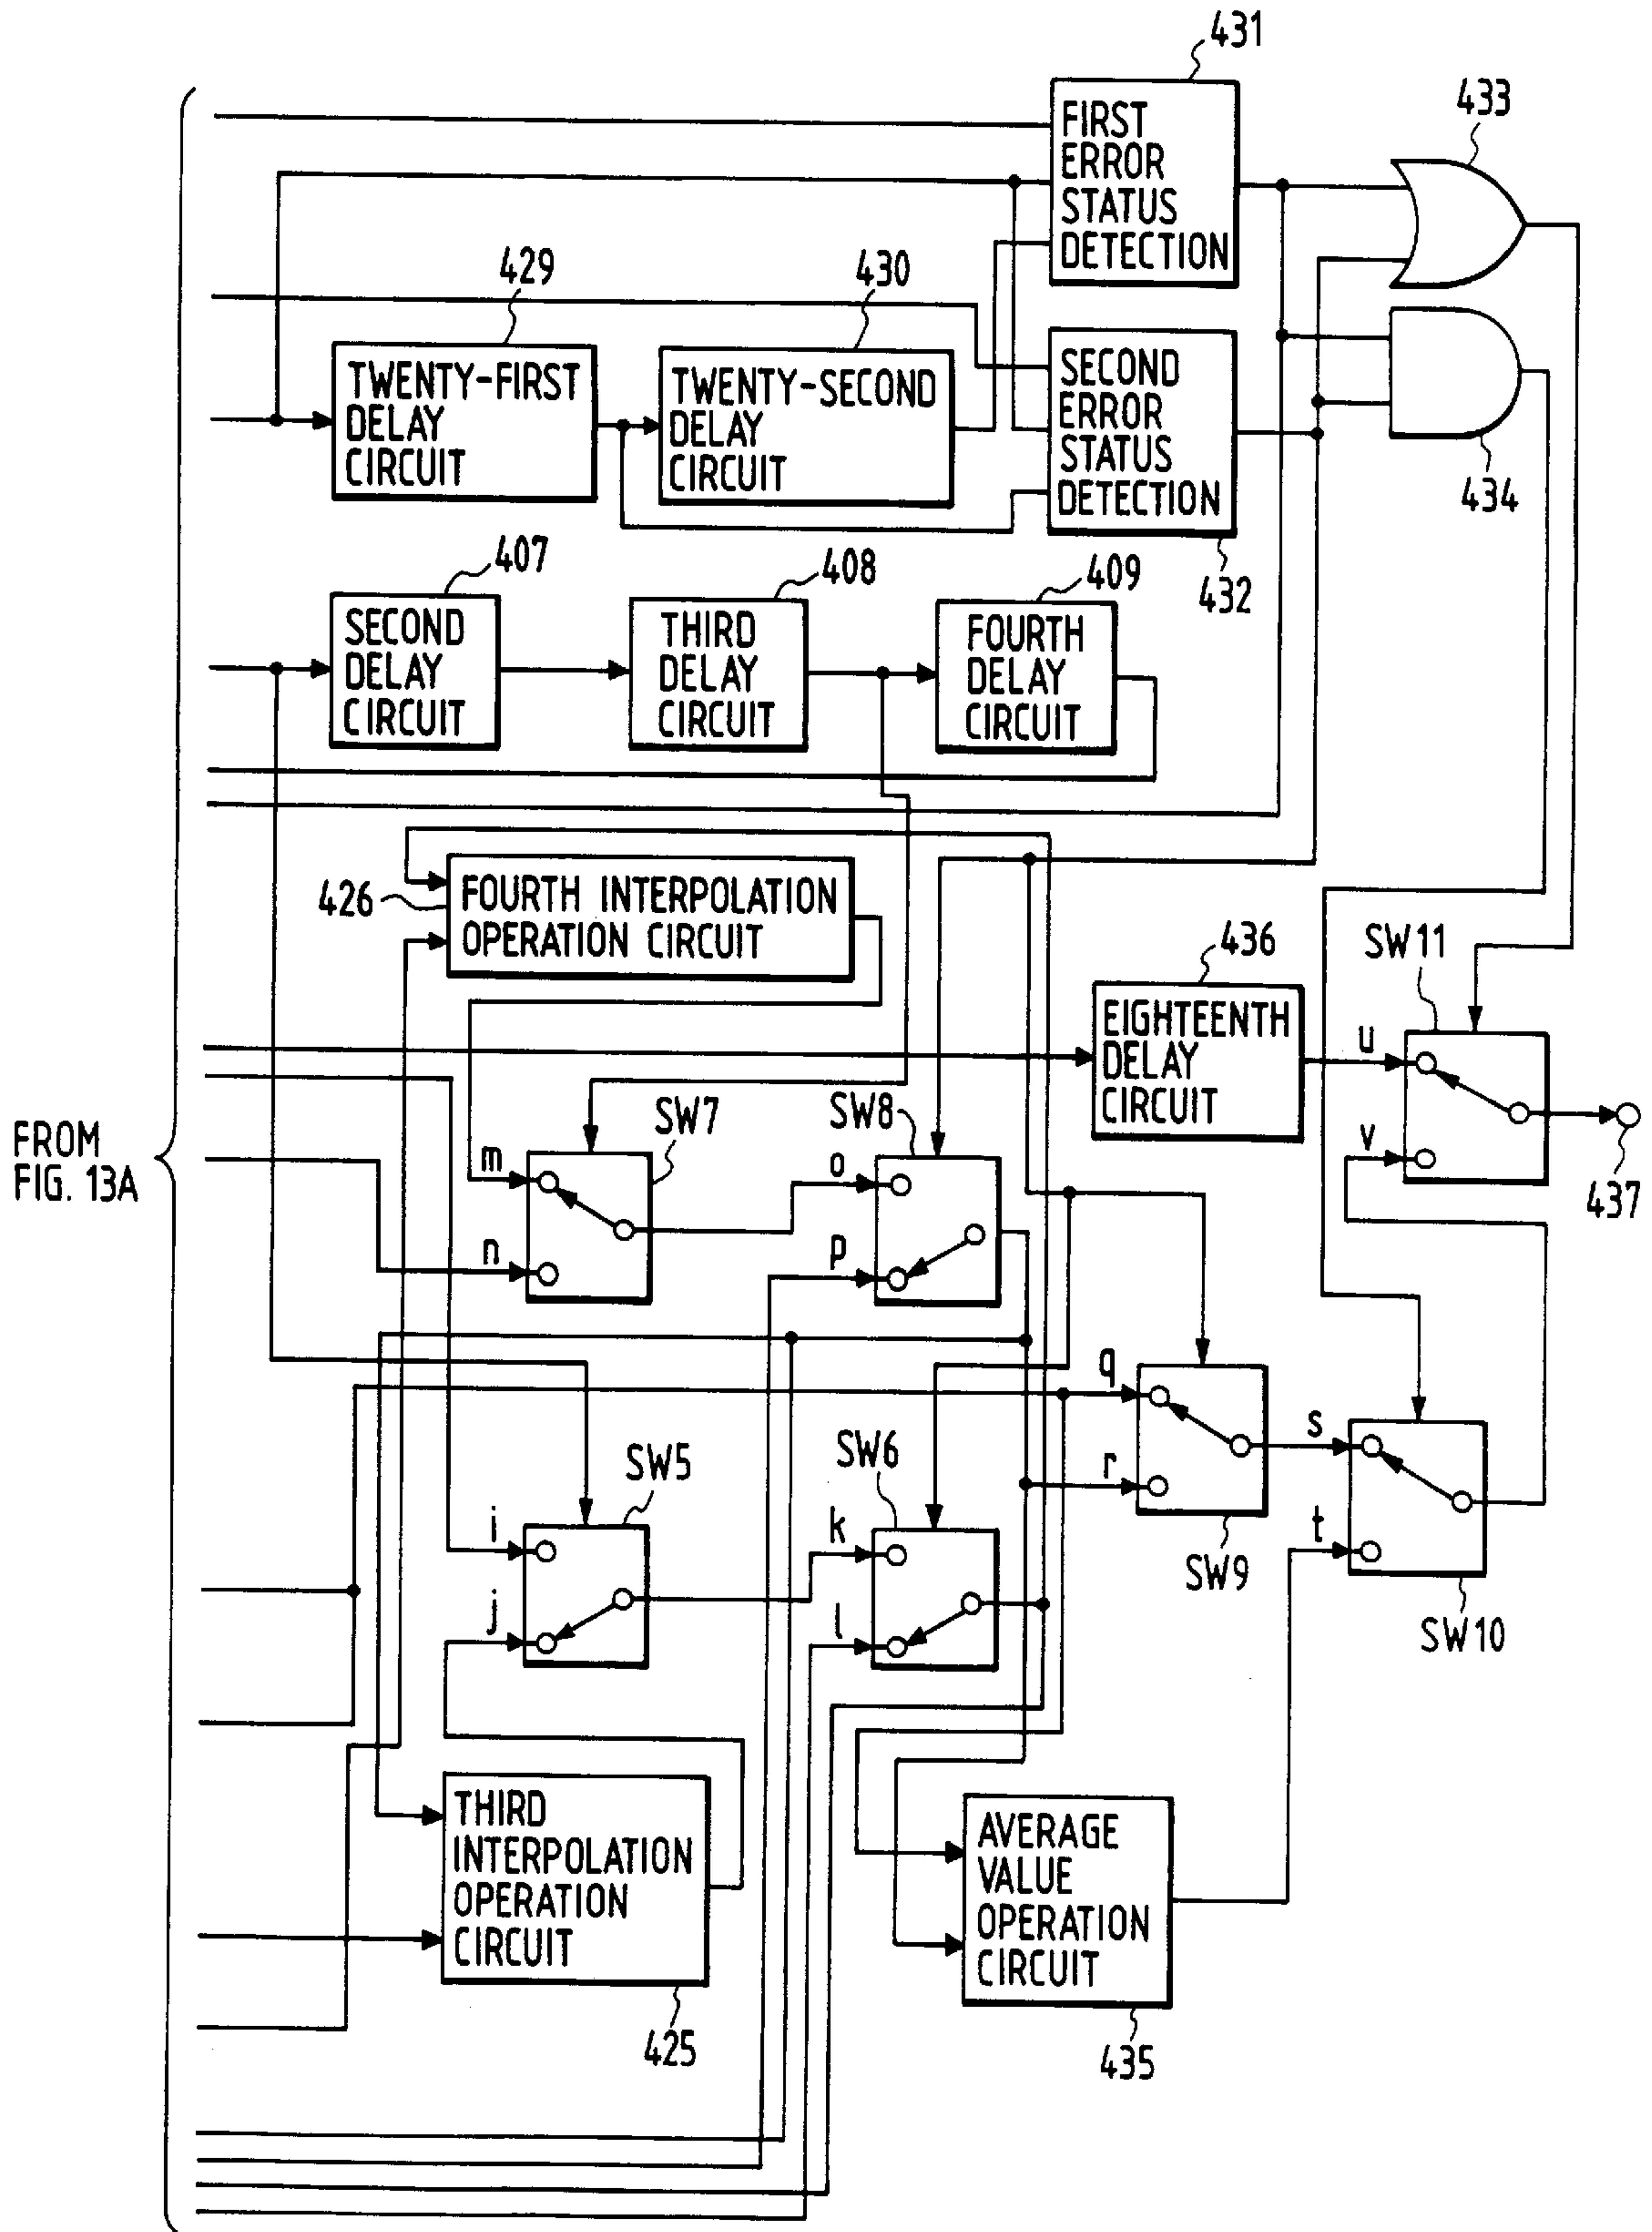 431
FIRST
ERROR
STATUS
DETECTION
433
429
TWENTY-FIRST
DELAY
CIRCUIT
430
TWENTY-SECOND
DELAY
CIRCUIT
SECOND
ERROR
STATUS
DETECTION
432
434
407
SECOND
DELAY
CIRCUIT
408
THIRD
DELAY
CIRCUIT
409
FOURTH
DELAY
CIRCUIT
426
FOURTH INTERPOLATION
OPERATION CIRCUIT
436
EIGHTEENTH
DELAY
CIRCUIT
SW11
u
v
437
FROM
FIG. 13A
SW7
m
n
SW8
o
p
SW5
i
j
SW6
k
l
q
r
SW9
s
t
SW10
THIRD
INTERPOLATION
OPERATION
CIRCUIT
425
AVERAGE
VALUE
OPERATION
CIRCUIT
435